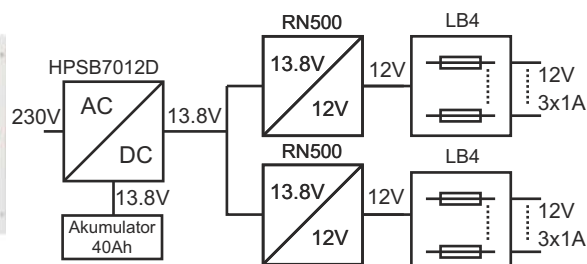 HPSB7012D
230V
AC
DC
13.8V
13.8V
Akumulator
40Ah
RN500
13.8V
12V
12V
LB4
12V
3x1A
RN500
13.8V
12V
12V
LB4
12V
3x1A